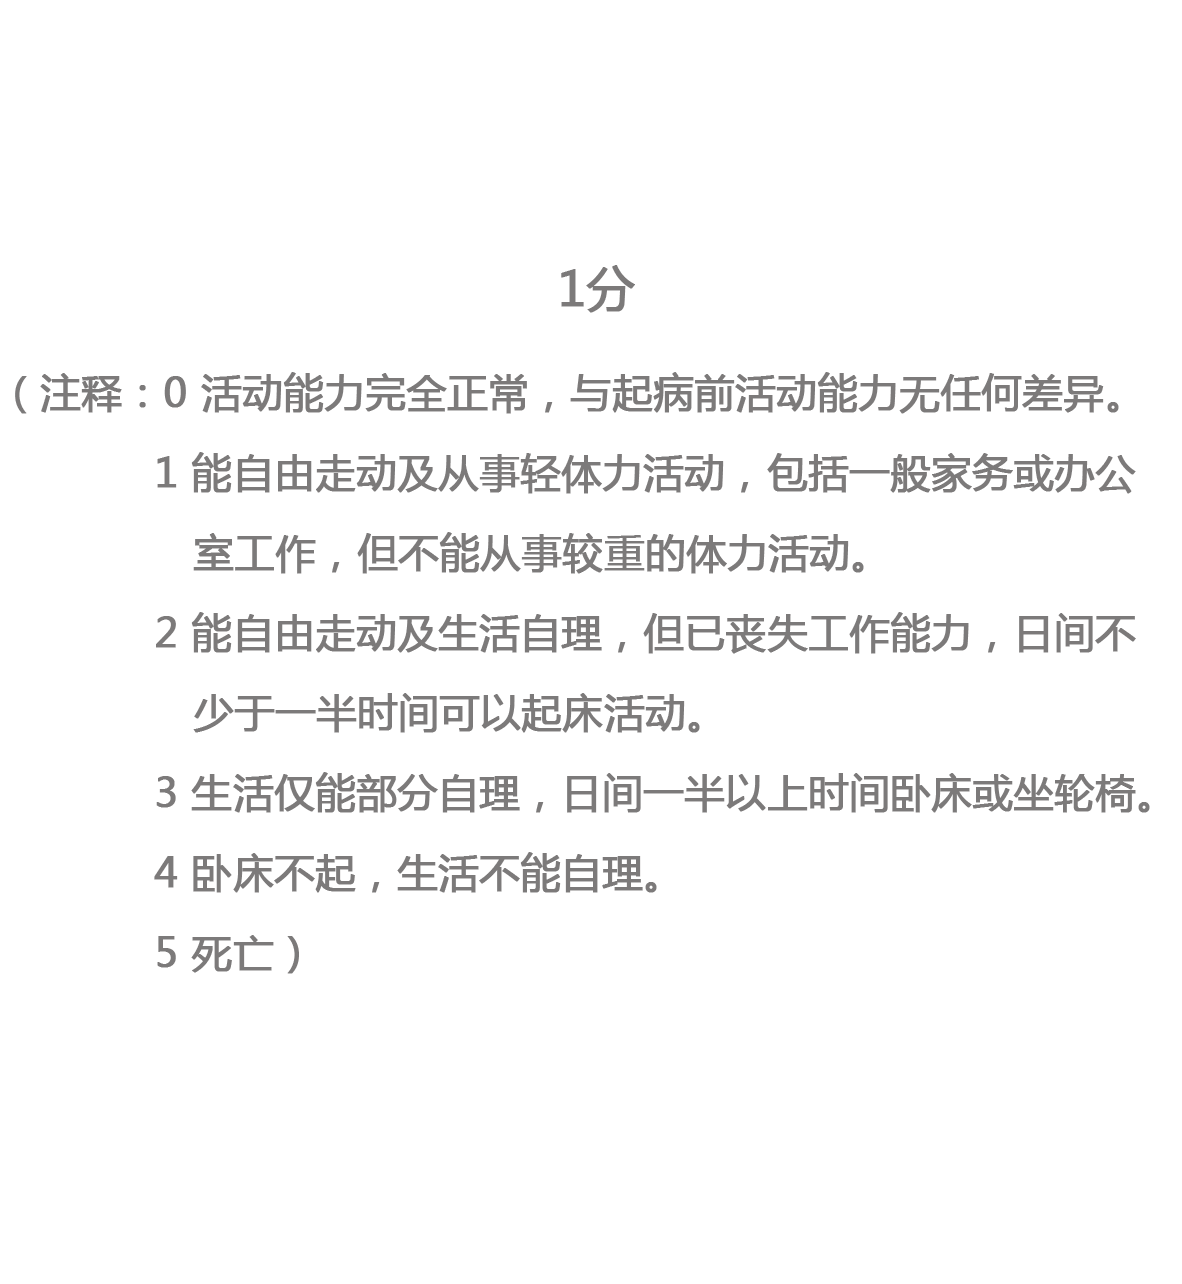 1分
（注释：0 活动能力完全正常，与起病前活动能力无任何差异。
1 能自由走动及从事轻体力活动，包括一般家务或办公
室工作，但不能从事较重的体力活动。
2 能自由走动及生活自理，但已丧失工作能力，日间不
少于一半时间可以起床活动。
3 生活仅能部分自理，日间一半以上时间卧床或坐轮椅。
4 卧床不起，生活不能自理。
5 死亡）